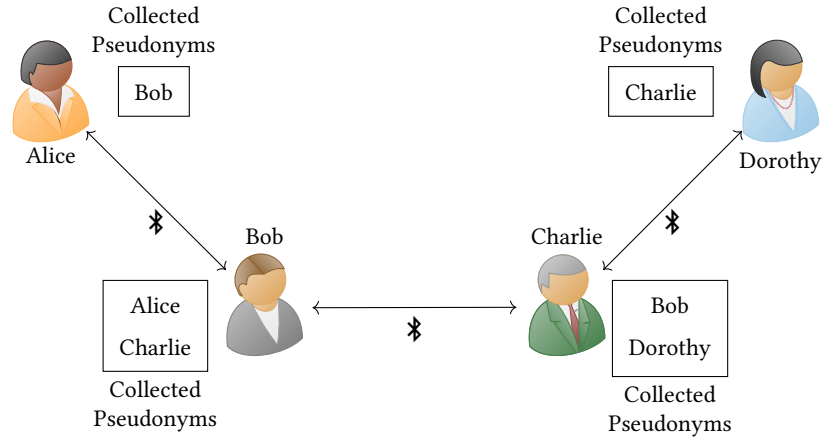 Collected
Pseudonyms
Bob
Alice
Collected
Pseudonyms
Charlie
Dorothy
Bob
Alice
Charlie
Collected
Pseudonyms
Charlie
Bob
Dorothy
Collected
Pseudonyms